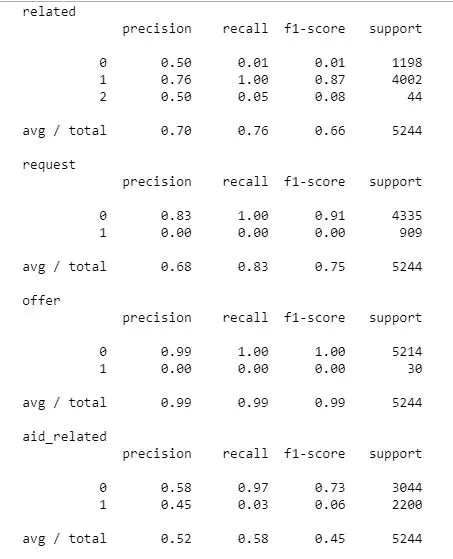 related
precision recall f1-score support
0 0.50 0.01 0.01 1198
1 0.76 1.00 0.87 4002
2 0.50 0.05 0.08 44
avg / total 0.70 0.76 0.66 5244
request
precision recall f1-score support
0 0.83 1.00 0.91 4335
1 0.00 0.00 0.00 909
avg / total 0.68 0.83 0.75 5244
offer
precision recall f1-score support
0 0.99 1.00 1.00 5214
1 0.00 0.00 0.00 30
avg / total 0.99 0.99 0.99 5244
aid_related
precision recall f1-score support
0 0.58 0.97 0.73 3044
1 0.45 0.03 0.06 2200
avg / total 0.52 0.58 0.45 5244